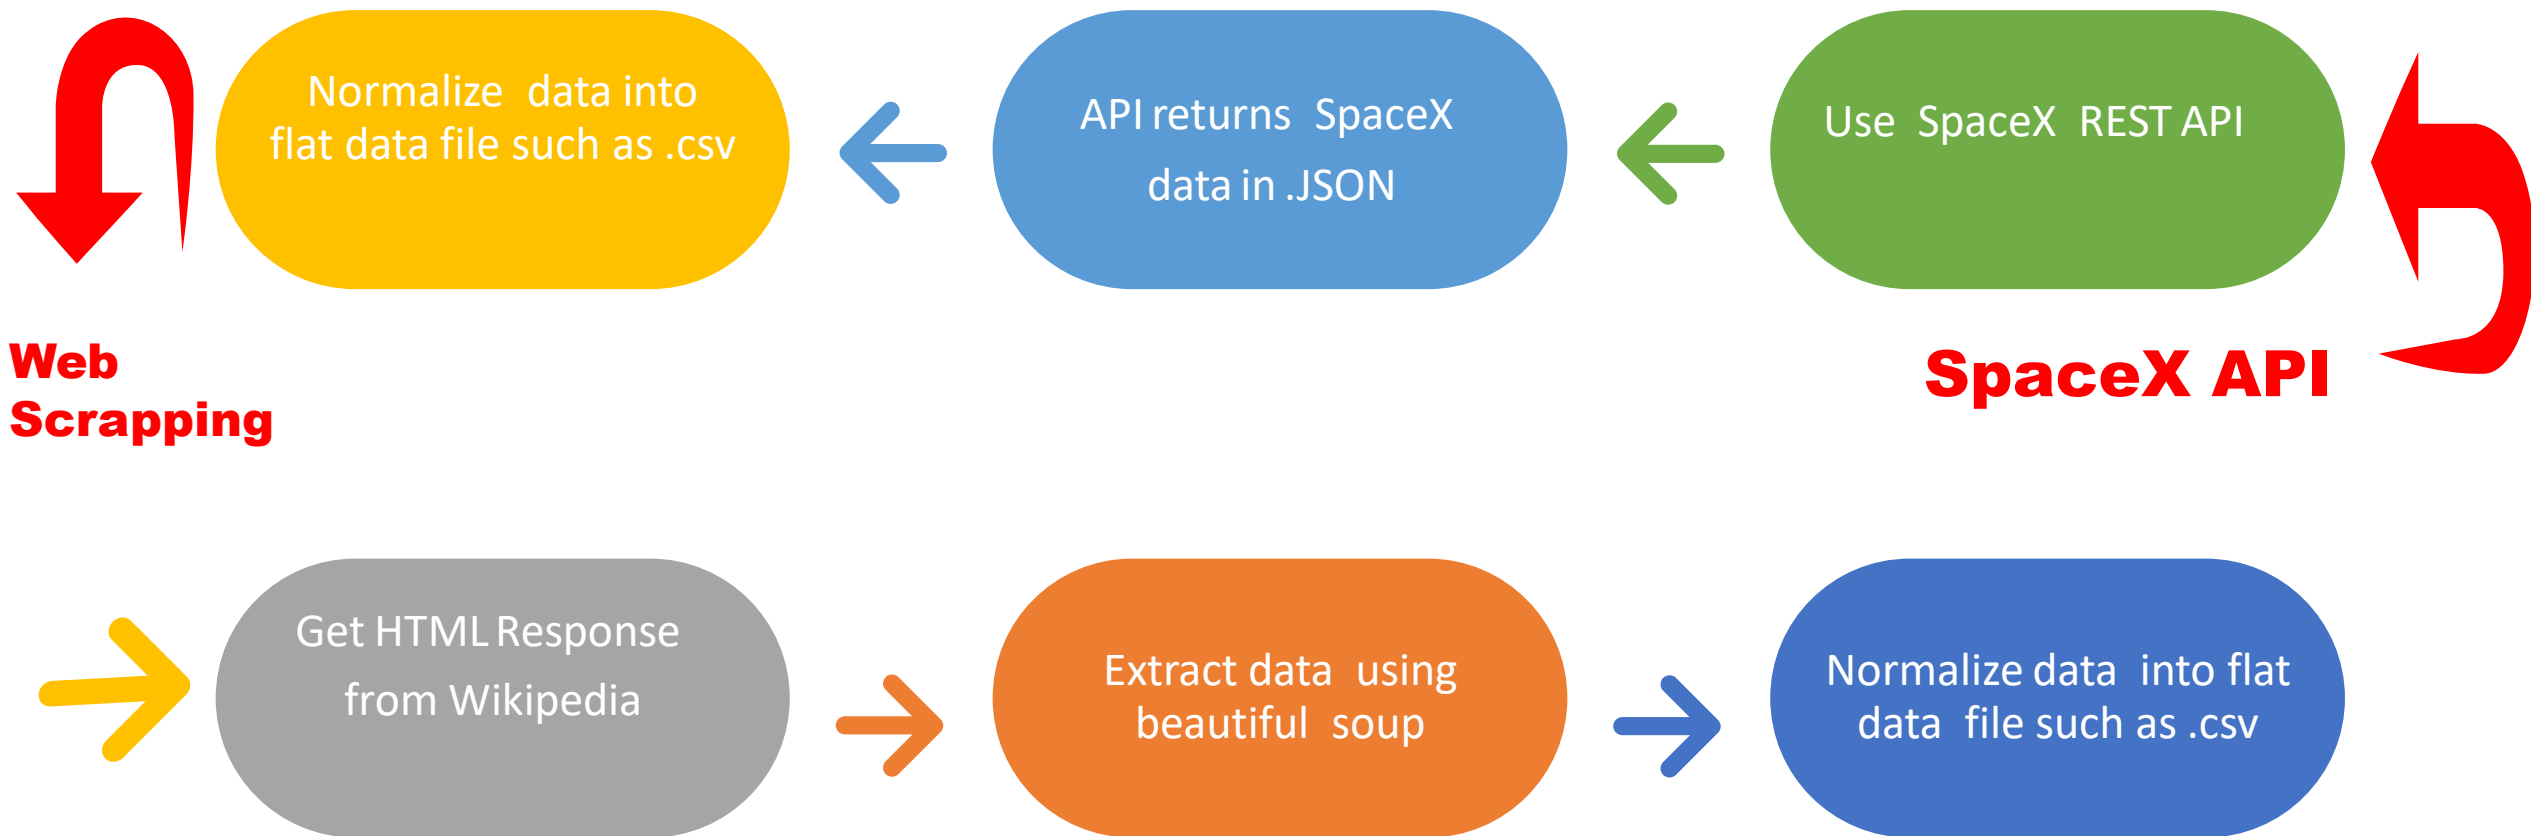 Normalize data into
flat data file such as .csv
API returns SpaceX
data in .JSON
Use SpaceX REST API
Web
Scrapping
SpaceX API
Get HTML Response
from Wikipedia
Extract data using
beautiful soup
Normalize data into flat
data file such as .csv